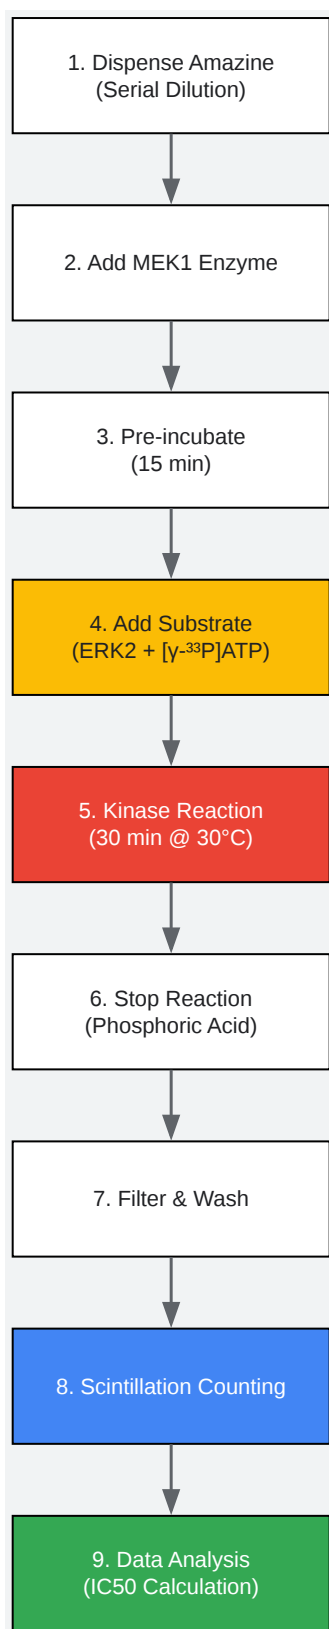 1. Dispense Amazine
(Serial Dilution)
2. Add MEK1 Enzyme
3. Pre-incubate
(15 min)
4. Add Substrate
(ERK2 + [γ-³³P]ATP)
5. Kinase Reaction
(30 min @ 30°C)
6. Stop Reaction
(Phosphoric Acid)
7. Filter & Wash
8. Scintillation Counting
9. Data Analysis
(IC50 Calculation)